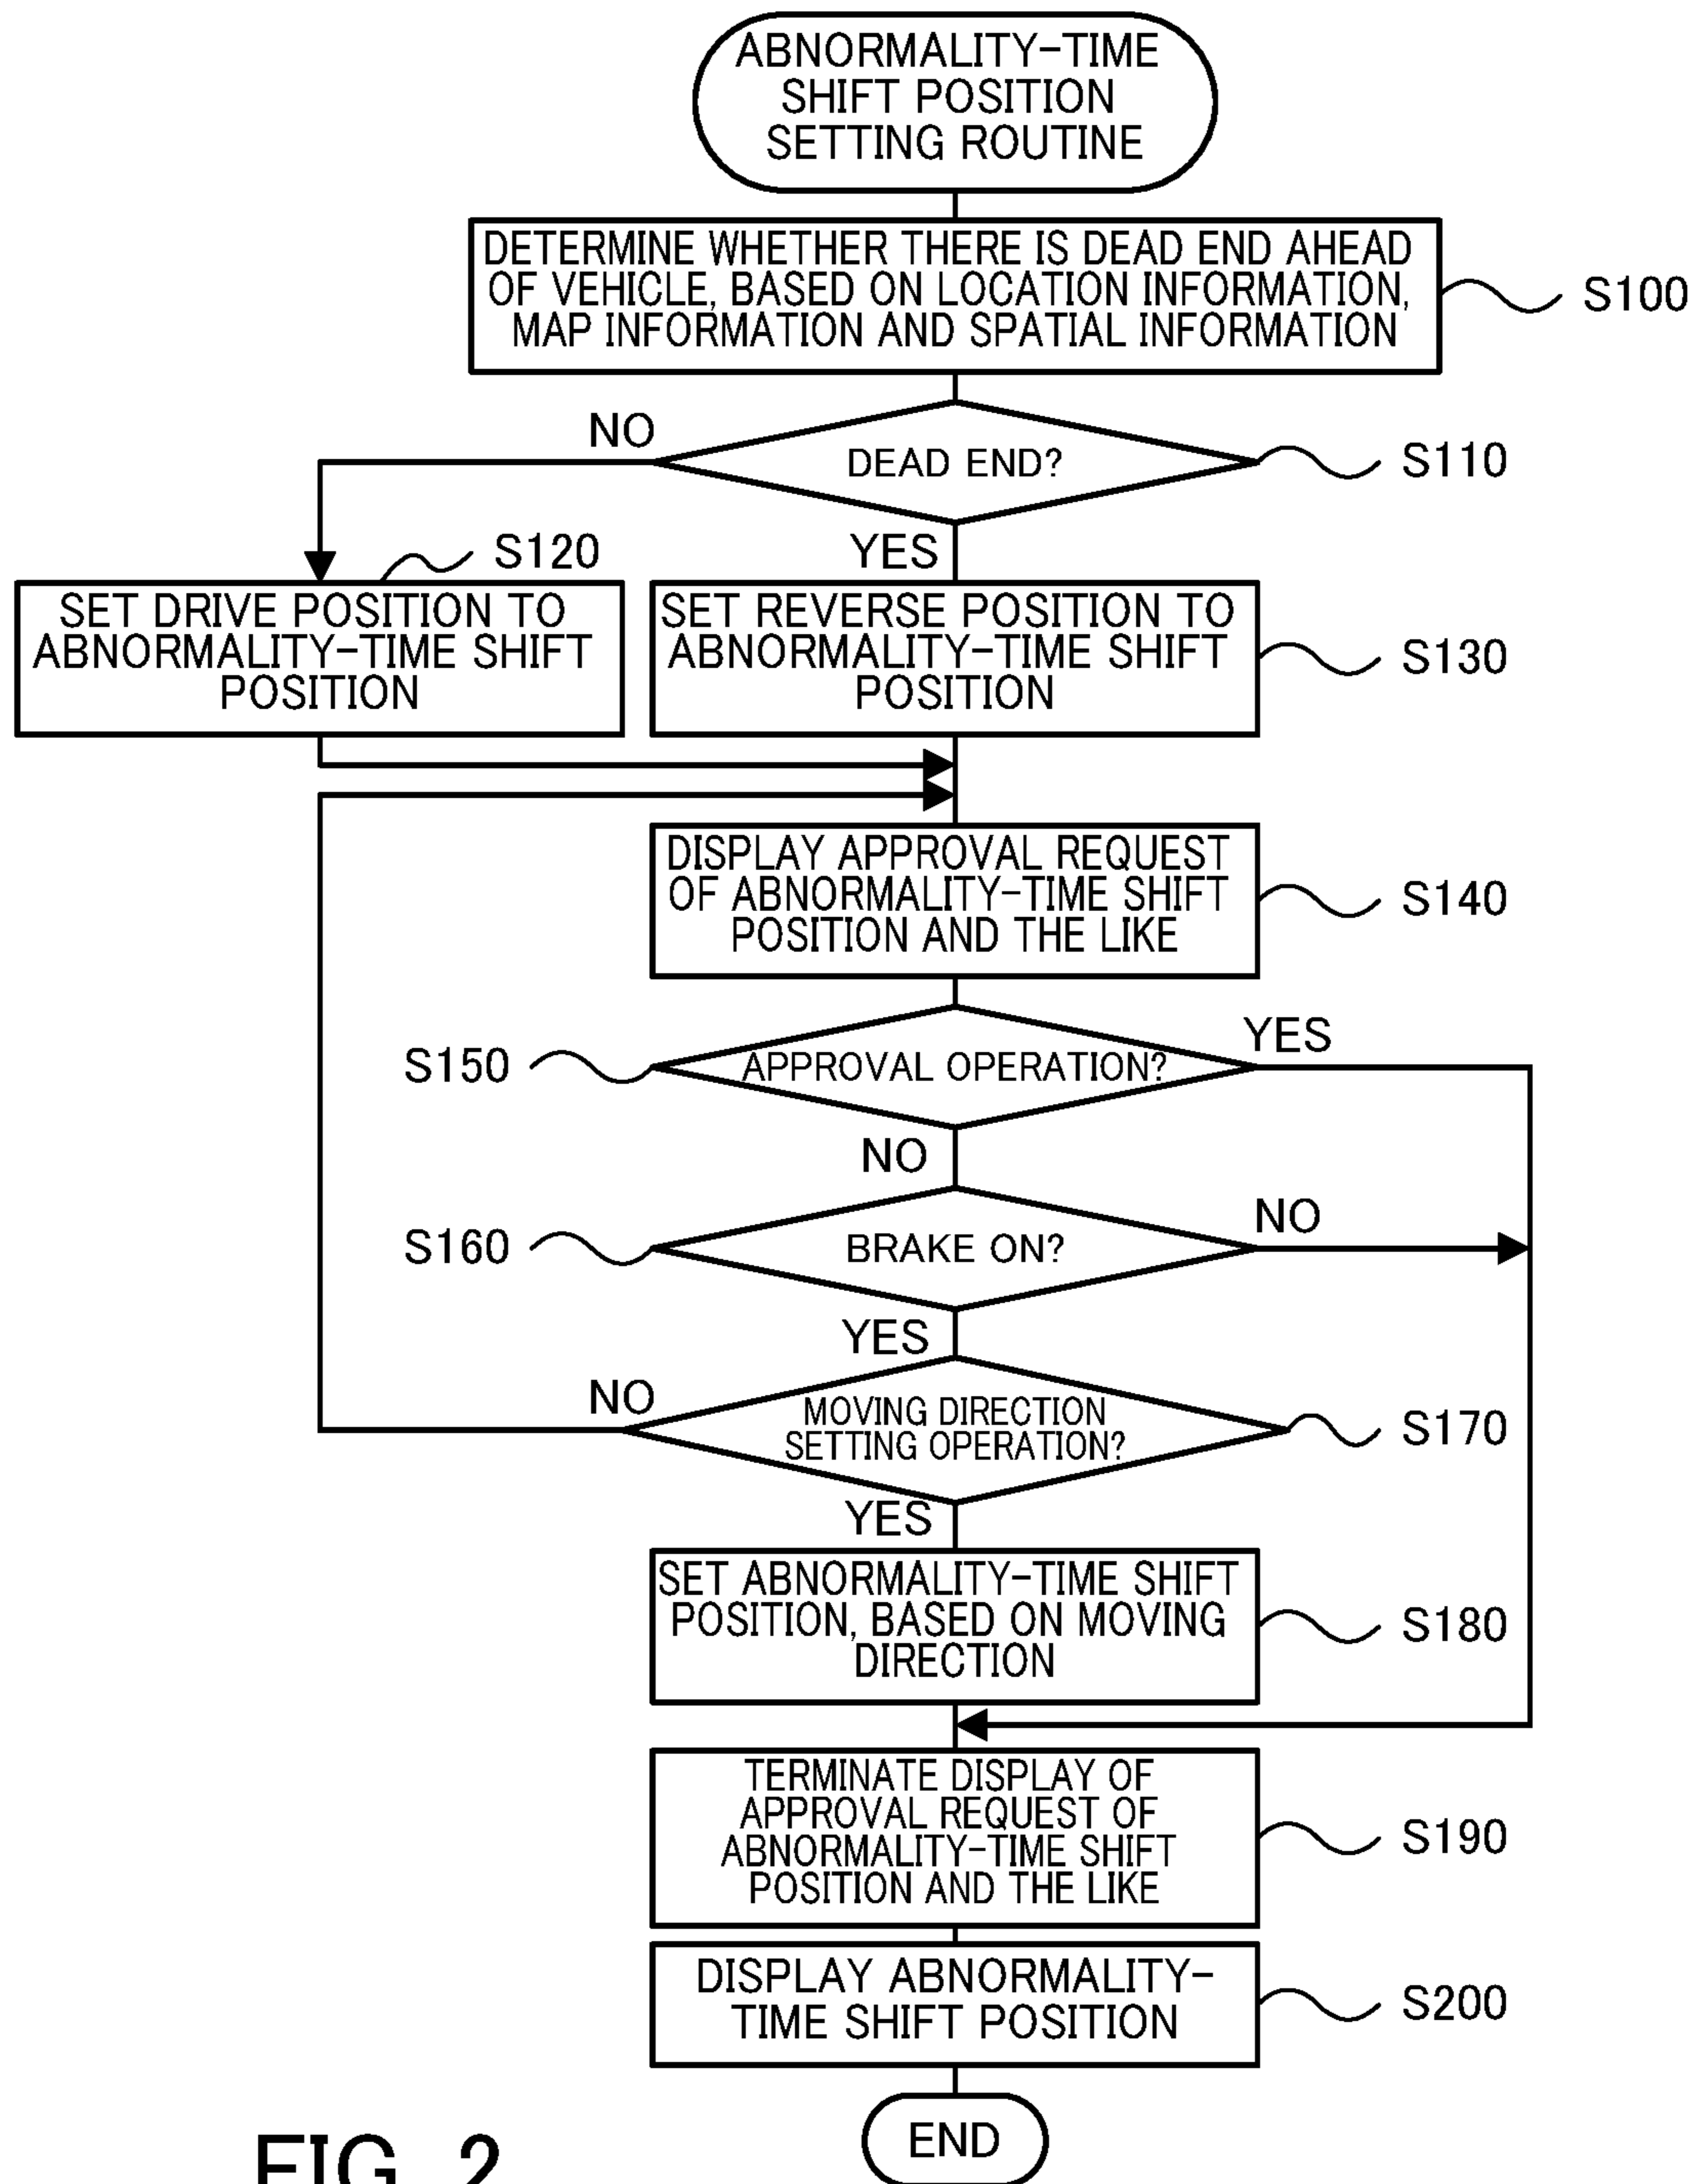 ABNORMALITY-TIME
SHIFT POSITION
SETTING ROUTINE
DETERMINE WHETHER THERE IS DEAD END AHEAD
OF VEHICLE, BASED ON LOCATION INFORMATION,
MAP INFORMATION AND SPATIAL INFORMATION
S100
NO
DEAD END?
S110
YES
S120
SET DRIVE POSITION TO
ABNORMALITY-TIME SHIFT
POSITION
SET REVERSE POSITION TO
ABNORMALITY-TIME SHIFT
POSITION
S130
DISPLAY APPROVAL REQUEST
OF ABNORMALITY-TIME SHIFT
POSITION AND THE LIKE
S140
S150
APPROVAL OPERATION?
YES
NO
S160
BRAKE ON?
NO
YES
NO
MOVING DIRECTION
SETTING OPERATION?
S170
YES
SET ABNORMALITY-TIME SHIFT
POSITION, BASED ON MOVING
DIRECTION
S180
TERMINATE DISPLAY OF
APPROVAL REQUEST OF
ABNORMALITY-TIME SHIFT
POSITION AND THE LIKE
S190
DISPLAY ABNORMALITY-
TIME SHIFT POSITION
S200
END
FIG. 2